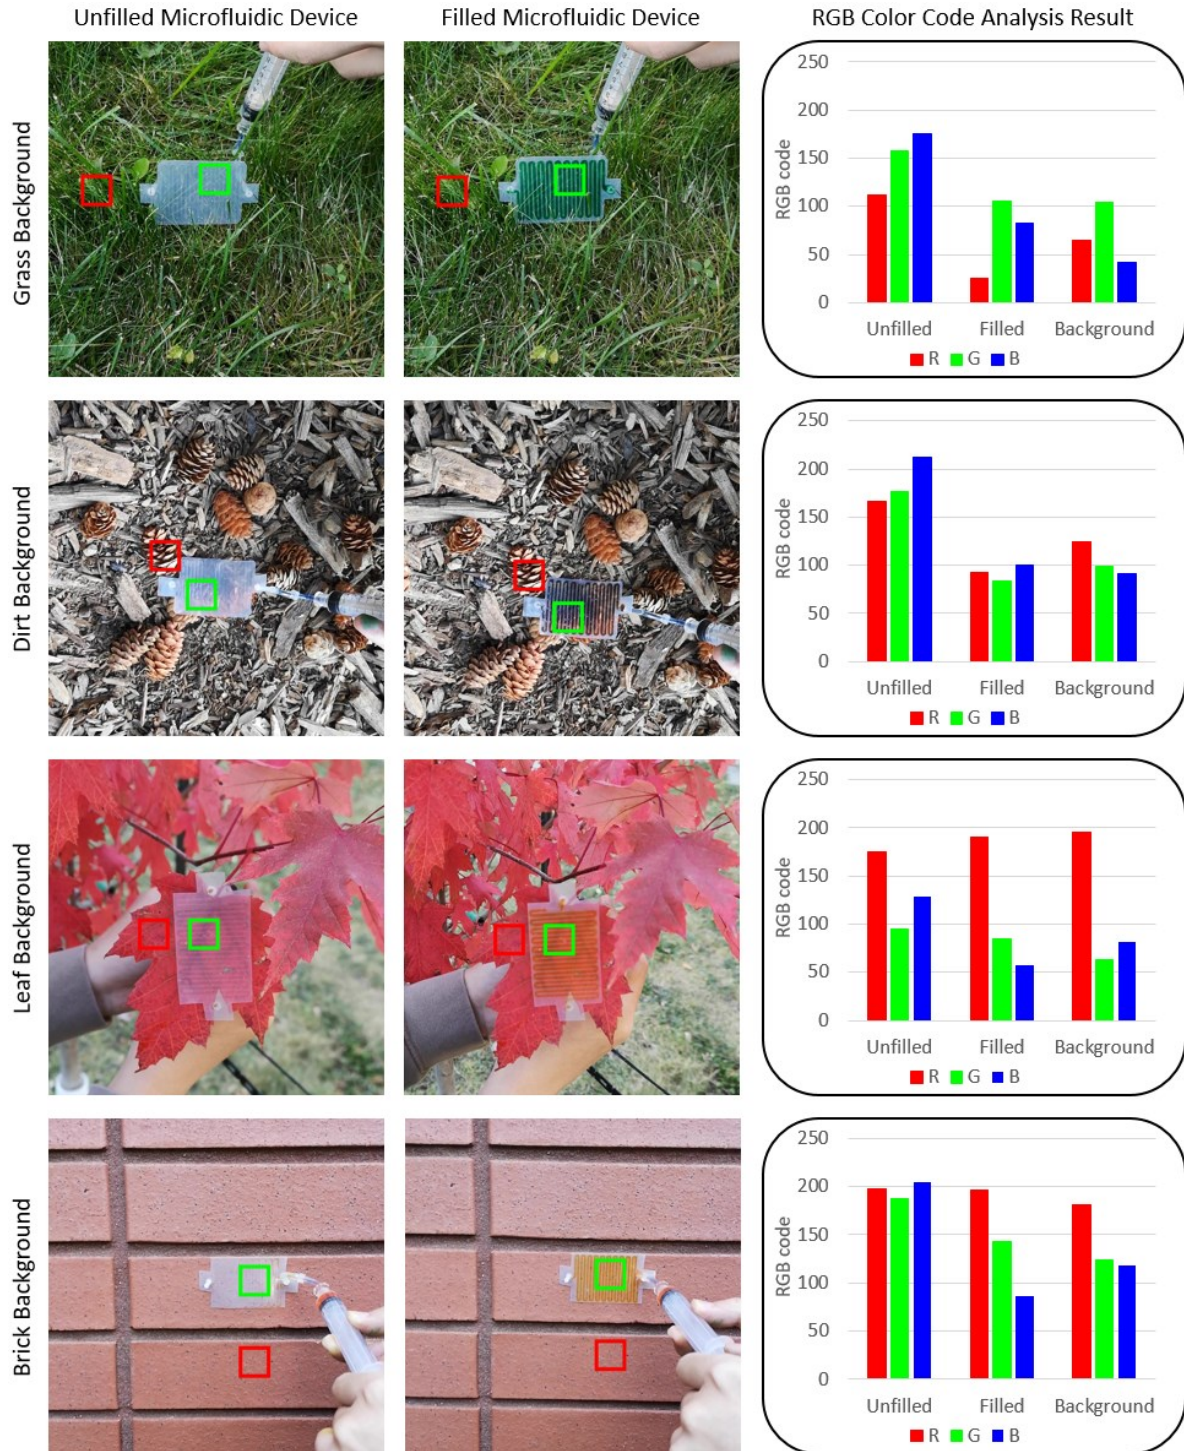 Unfilled Microfluidic Device
Filled Microfluidic Device
RGB Color Code Analysis Result
Grass Background
RGB code
250
200
150
100
50
0
Unfilled Filled Background
R G B
Dirt Background
RGB code
250
200
150
100
50
0
Unfilled Filled Background
R G B
Leaf Background
RGB code
250
200
150
100
50
0
Unfilled Filled Background
R G B
Brick Background
RGB code
250
200
150
100
50
0
Unfilled Filled Background
R G B